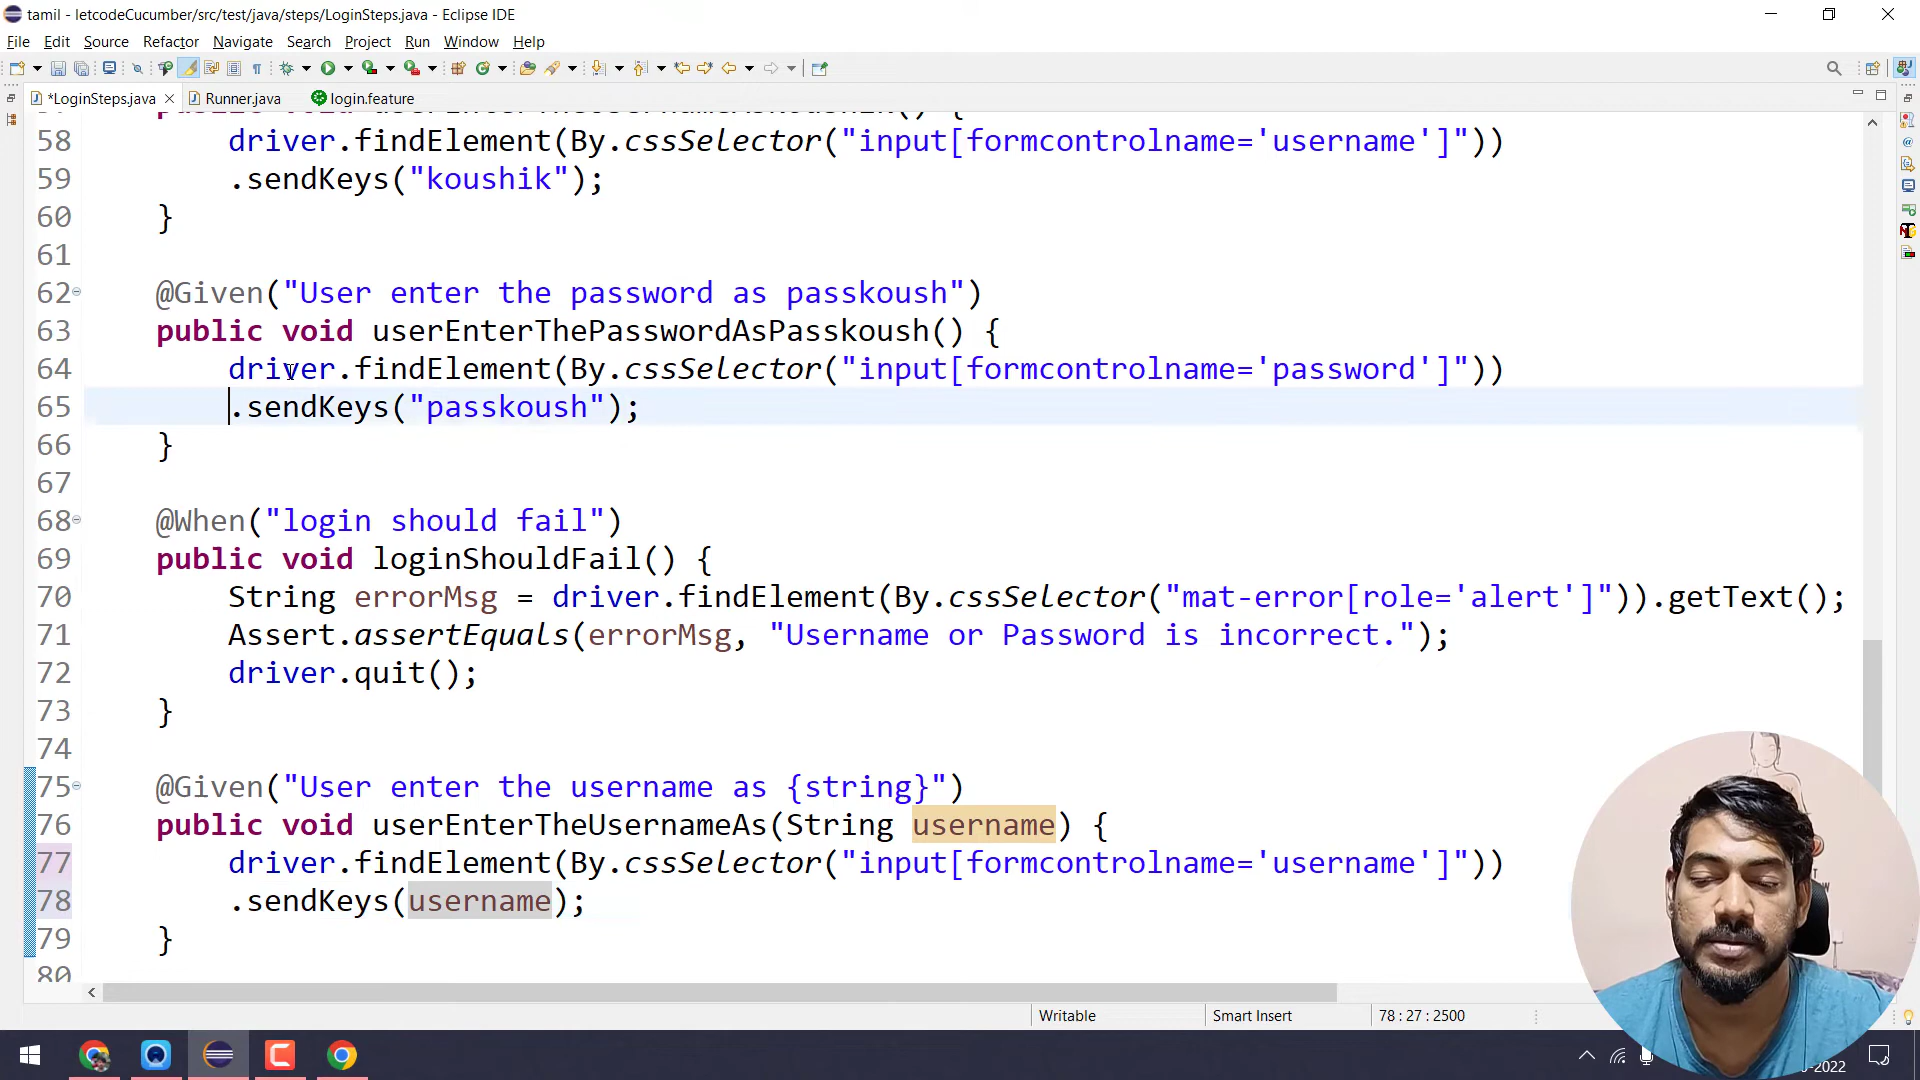 tamil - letcodeCucumber/src/test/java/steps/LoginSteps.java - Eclipse IDE
File Edit Source Refactor Navigate Search Project Run Window Help
*LoginSteps.java Runner.java login.feature
58 driver.findElement(By.cssSelector("input[formcontrolname='username']"))
59 .sendKeys("koushik");
60 }
61
62 @Given("User enter the password as passkoush")
63 public void userEnterThePasswordAsPasskoush() {
64 driver.findElement(By.cssSelector("input[formcontrolname='password']"))
65 .sendKeys("passkoush");
66 }
67
68 @When("login should fail")
69 public void loginShouldFail() {
70 String errorMsg = driver.findElement(By.cssSelector("mat-error[role='alert']")).getText();
71 Assert.assertEquals(errorMsg, "Username or Password is incorrect.");
72 driver.quit();
73 }
74
75 @Given("User enter the username as {string}")
76 public void userEnterTheUsernameAs(String username) {
77 driver.findElement(By.cssSelector("input[formcontrolname='username']"))
78 .sendKeys(username);
79 }
80
Writable Smart Insert 78 : 27 : 2500
-2022